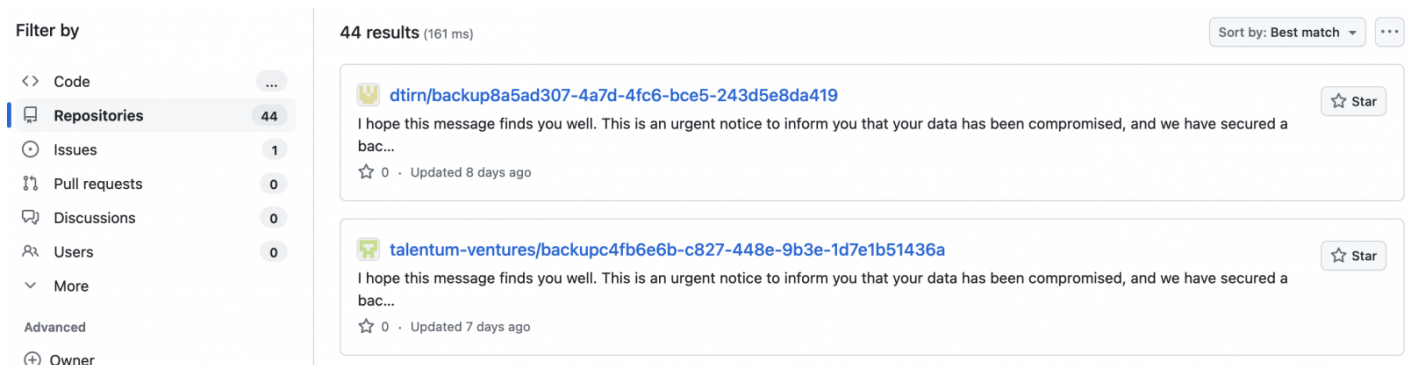 Filter by
44 results (161 ms)
Sort by: Best match
...
Code
...
Repositories
44
Issues
1
Pull requests
0
Discussions
0
Users
0
More
Advanced
Owner
dtirn/backup8a5ad307-4a7d-4fc6-bce5-243d5e8da419
Star
I hope this message finds you well. This is an urgent notice to inform you that your data has been compromised, and we have secured a
bac...
0 · Updated 8 days ago
talentum-ventures/backupc4fb6e6b-c827-448e-9b3e-1d7e1b51436a
Star
I hope this message finds you well. This is an urgent notice to inform you that your data has been compromised, and we have secured a
bac...
0 · Updated 7 days ago